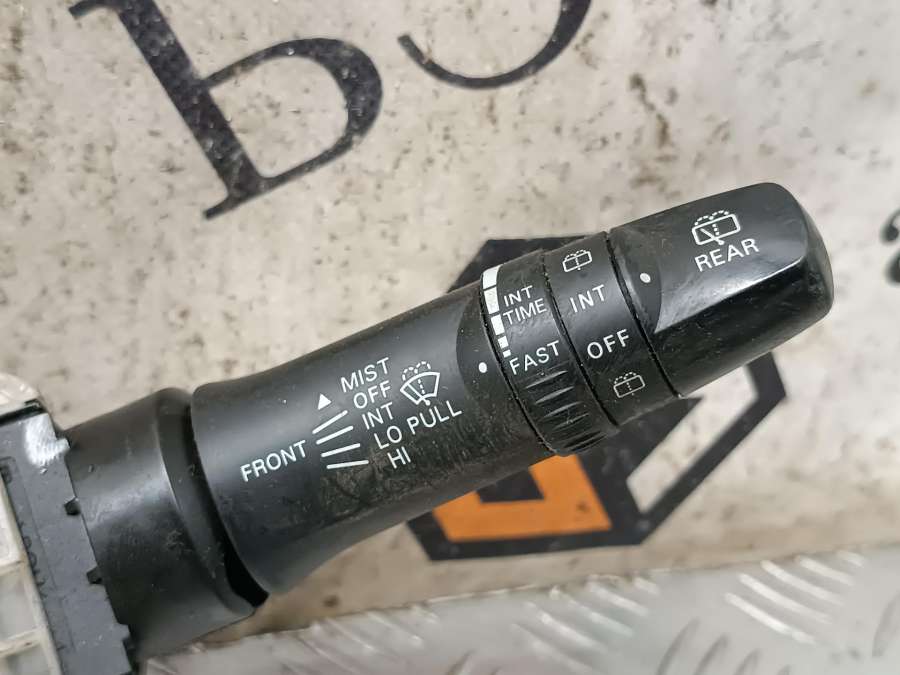 MIST
OFF
INT
LO PULL
HI
FRONT
INT
TIME
FAST
INT
OFF
REAR